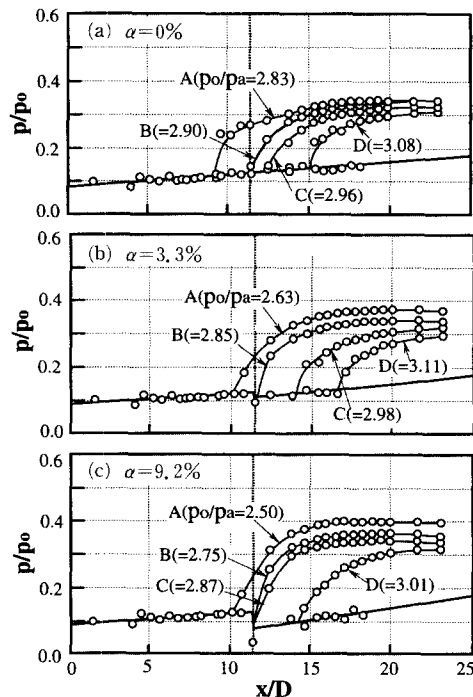 (a) α=0%
0.6
0.4
0.2
0.0
p/po
A(po/pa=2.83)
B(=2.90)
C(=2.96)
D(=3.08)
(b) α=3.3%
0.6
0.4
0.2
0.0
p/po
A(po/pa=2.63)
B(=2.85)
C(=2.98)
D(=3.11)
(c) α=9.2%
0.6
0.4
0.2
0.0
p/po
A(po/pa=2.50)
B(=2.75)
C(=2.87)
D(=3.01)
0 5 10 15 20 25
x/D